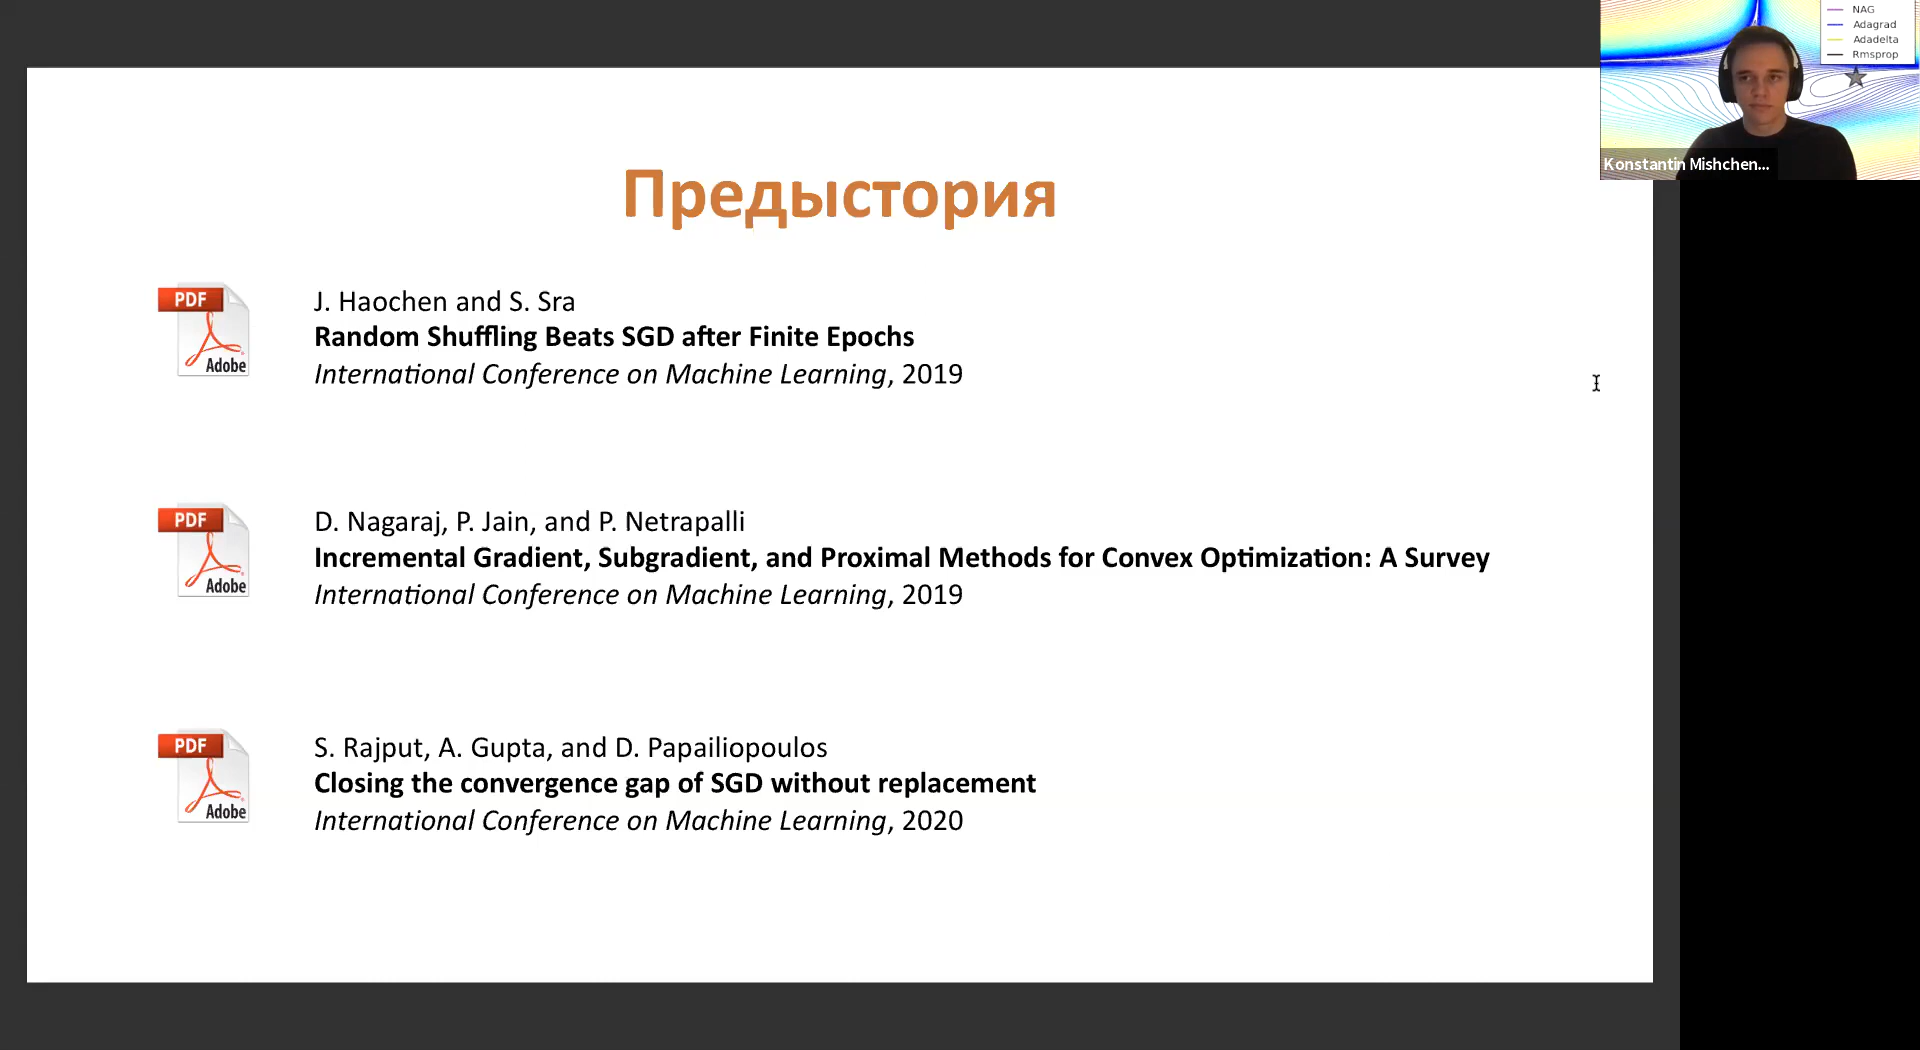 Предыстория
PDF
Adobe
J. Haochen and S. Sra
Random Shuffling Beats SGD after Finite Epochs
International Conference on Machine Learning, 2019
PDF
Adobe
D. Nagaraj, P. Jain, and P. Netrapalli
Incremental Gradient, Subgradient, and Proximal Methods for Convex Optimization: A Survey
International Conference on Machine Learning, 2019
PDF
Adobe
S. Rajput, A. Gupta, and D. Papailiopoulos
Closing the convergence gap of SGD without replacement
International Conference on Machine Learning, 2020
NAG
Adagrad
Adadelta
Rmsprop
Konstantin Mishchen...